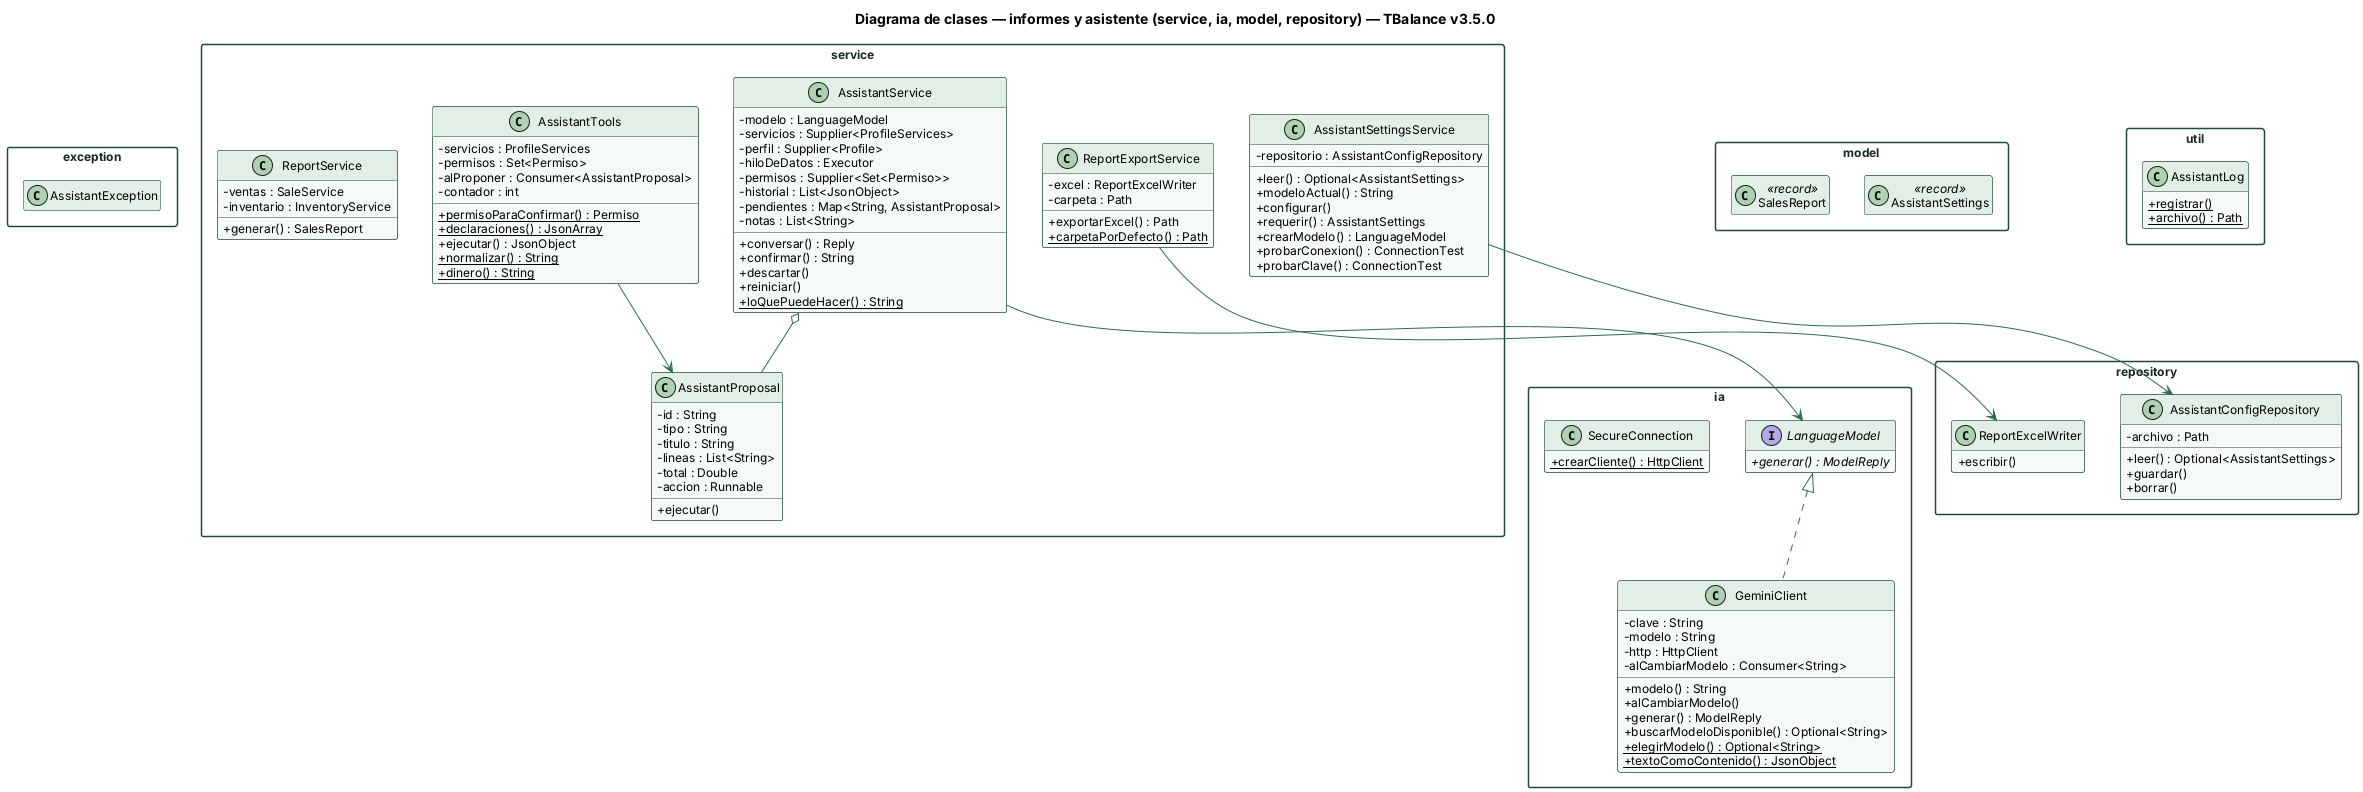 Diagrama de clases — informes y asistente (service, ia, model, repository) — TBalance v3.5.0
exception
C AssistantException
service
C ReportService
-ventas : SaleService
-inventario : InventoryService
+generar() : SalesReport
C AssistantTools
-servicios : ProfileServices
-permisos : Set<Permiso>
-alProponer : Consumer<AssistantProposal>
-contador : int
+permisoParaConfirmar() : Permiso
+declaraciones() : JsonArray
+ejecutar() : JsonObject
+normalizar() : String
+dinero() : String
C AssistantService
-modelo : LanguageModel
-servicios : Supplier<ProfileServices>
-perfil : Supplier<Profile>
-hiloDeDatos : Executor
-permisos : Supplier<Set<Permiso>>
-historial : List<JsonObject>
-pendientes : Map<String, AssistantProposal>
-notas : List<String>
+conversar() : Reply
+confirmar() : String
+descartar()
+reiniciar()
+loQuePuedeHacer() : String
C ReportExportService
-excel : ReportExcelWriter
-carpeta : Path
+exportarExcel() : Path
+carpetaPorDefecto() : Path
C AssistantSettingsService
-repositorio : AssistantConfigRepository
+leer() : Optional<AssistantSettings>
+modeloActual() : String
+configurar()
+requerir() : AssistantSettings
+crearModelo() : LanguageModel
+probarConexion() : ConnectionTest
+probarClave() : ConnectionTest
C AssistantProposal
-id : String
-tipo : String
-titulo : String
-lineas : List<String>
-total : Double
-accion : Runnable
+ejecutar()
model
C «record»
SalesReport
C «record»
AssistantSettings
util
C AssistantLog
+registrar()
+archivo() : Path
ia
C SecureConnection
+crearCliente() : HttpClient
I LanguageModel
+generar() : ModelReply
C GeminiClient
-clave : String
-modelo : String
-http : HttpClient
-alCambiarModelo : Consumer<String>
+modelo() : String
+alCambiarModelo()
+generar() : ModelReply
+buscarModeloDisponible() : Optional<String>
+elegirModelo() : Optional<String>
+textoComoContenido() : JsonObject
repository
C ReportExcelWriter
+escribir()
C AssistantConfigRepository
-archivo : Path
+leer() : Optional<AssistantSettings>
+guardar()
+borrar()